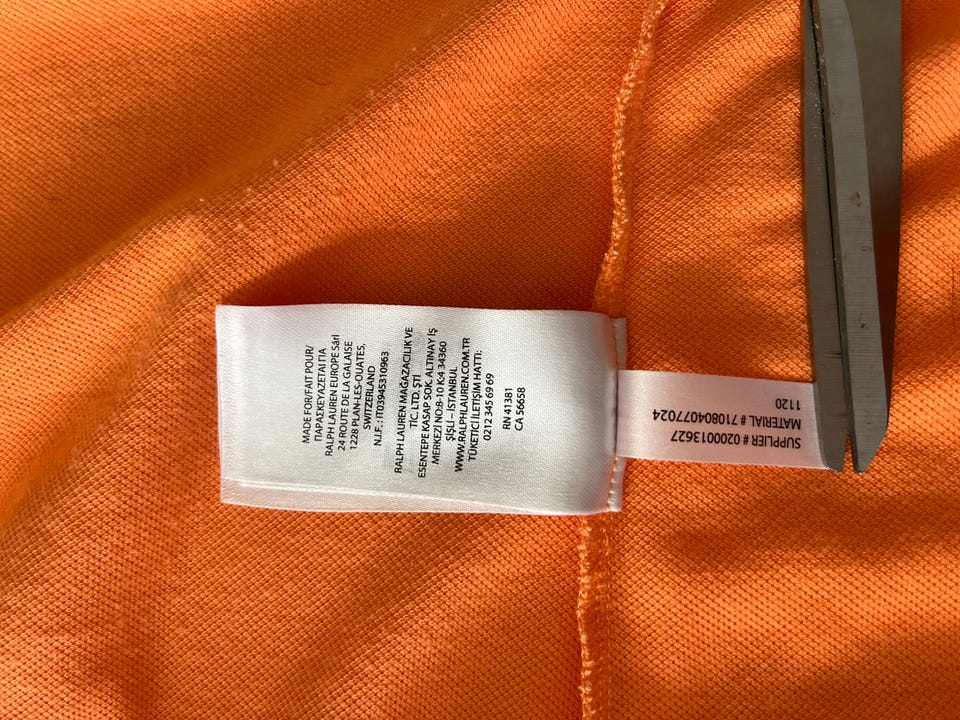 MADE FOR/FAIT POUR/
ΠΑΡΑΣΚΕΥΑΖΕΤΑΙ ΓΙΑ
RALPH LAUREN EUROPE Sàrl
24 ROUTE DE LA GALAISE
1228 PLAN-LES-OUATES,
SWITZERLAND
N.I.F. : IT03945310963
RALPH LAUREN MAĞAZACILIK VE
TİC. LTD. ŞTİ
ESENTEPE KASAP SOK. ALTINAY İŞ
MERKEZİ NO:8-10 K:4 34360
ŞİŞLİ – İSTANBUL
WWW.RALPHLAUREN.COM.TR
TÜKETİCİ İLETİŞİM HATTI:
0212 345 69 69
RN 41381
CA 56658
SUPPLIER # 0200013627
MATERIAL # 710804077024
1120